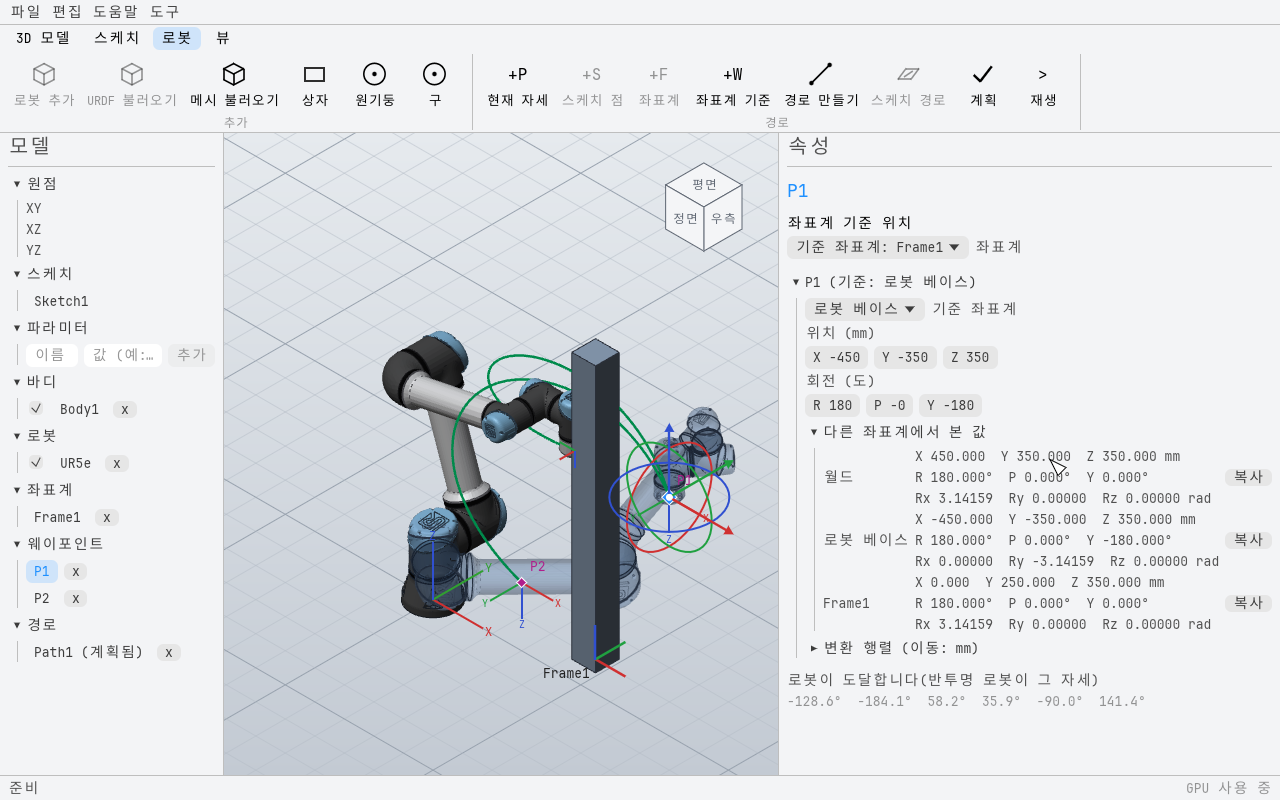 파일 편집 도움말 도구
3D 모델 스케치 로봇 뷰
+P +S +F +W >
로봇 추가 URDF 불러오기 메시 불러오기 상자 원기둥 구 현재 자세 스케치 점 좌표계 좌표계 기준 경로 만들기 스케치 경로 계획 재생
추가 경로
모델
▼ 원점
XY
XZ
YZ
▼ 스케치
Sketch1
▼ 파라미터
이름 값 (예:… 추가
▼ 바디
Body1 x
▼ 로봇
UR5e x
▼ 좌표계
Frame1 x
▼ 웨이포인트
P1 x
P2 x
▼ 경로
Path1 (계획됨) x
평면
정면 우측
X
Z
Y
P2
Y
X
Z
X
Frame1
속성
P1
좌표계 기준 위치
기준 좌표계: Frame1 ▼ 좌표계
▼ P1 (기준: 로봇 베이스)
로봇 베이스 ▼ 기준 좌표계
위치 (mm)
X -450 Y -350 Z 350
회전 (도)
R 180 P -0 Y -180
▼ 다른 좌표계에서 본 값
X 450.000 Y 350.000 Z 350.000 mm
월드 R 180.000° P 0.000° Y 0.000° 복사
Rx 3.14159 Ry 0.00000 Rz 0.00000 rad
X -450.000 Y -350.000 Z 350.000 mm
로봇 베이스 R 180.000° P 0.000° Y -180.000° 복사
Rx 0.00000 Ry -3.14159 Rz 0.00000 rad
X 0.000 Y 250.000 Z 350.000 mm
Frame1 R 180.000° P 0.000° Y 0.000° 복사
Rx 3.14159 Ry 0.00000 Rz 0.00000 rad
▶ 변환 행렬 (이동: mm)
로봇이 도달합니다(반투명 로봇이 그 자세)
-128.6° -184.1° 58.2° 35.9° -90.0° 141.4°
준비
GPU 사용 중